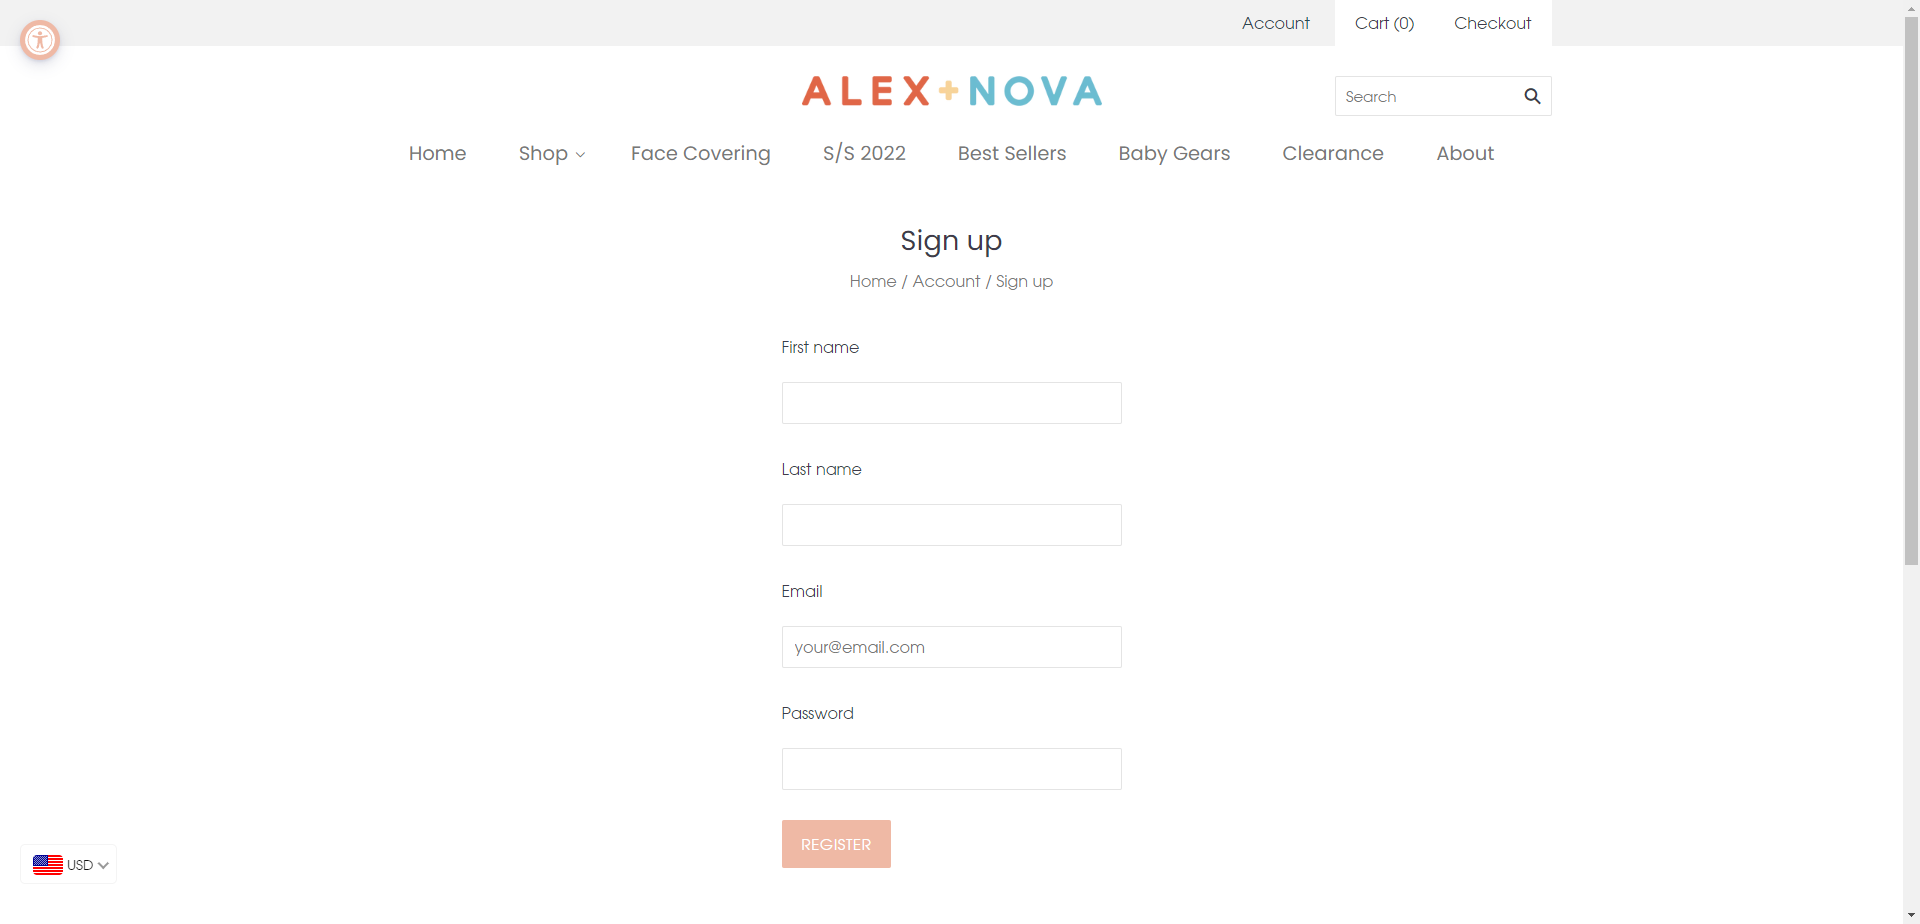 Account Cart (0) Checkout
ALEX+NOVA
Search
Home Shop Face Covering S/S 2022 Best Sellers Baby Gears Clearance About
Sign up
Home / Account / Sign up
First name
Last name
Email
your@email.com
Password
REGISTER
USD